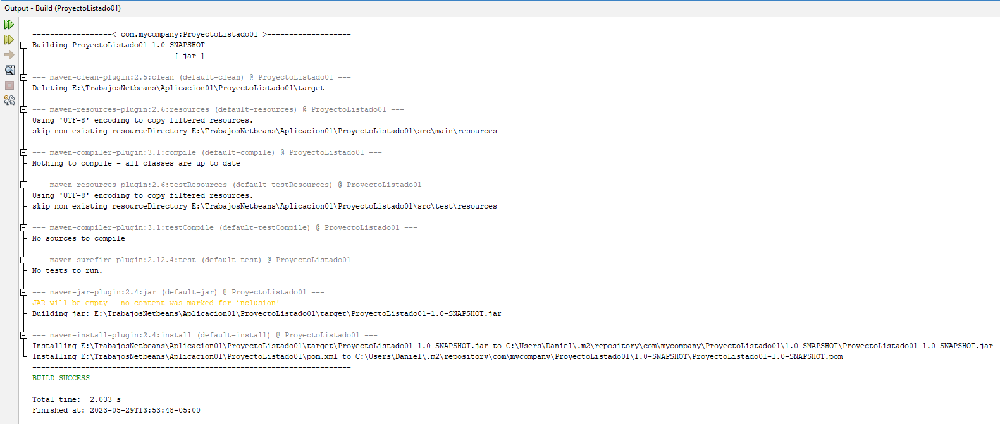 Output - Build (ProyectoListado01)
------------------< com.mycompany:ProyectoListado01 >-------------------
Building ProyectoListado01 1.0-SNAPSHOT
--------------------------------[ jar ]---------------------------------
--- maven-clean-plugin:2.5:clean (default-clean) @ ProyectoListado01 ---
Deleting E:\TrabajosNetbeans\Aplicacion01\ProyectoListado01\target
--- maven-resources-plugin:2.6:resources (default-resources) @ ProyectoListado01 ---
Using 'UTF-8' encoding to copy filtered resources.
skip non existing resourceDirectory E:\TrabajosNetbeans\Aplicacion01\ProyectoListado01\src\main\resources
--- maven-compiler-plugin:3.1:compile (default-compile) @ ProyectoListado01 ---
Nothing to compile - all classes are up to date
--- maven-resources-plugin:2.6:testResources (default-testResources) @ ProyectoListado01 ---
Using 'UTF-8' encoding to copy filtered resources.
skip non existing resourceDirectory E:\TrabajosNetbeans\Aplicacion01\ProyectoListado01\src\test\resources
--- maven-compiler-plugin:3.1:testCompile (default-testCompile) @ ProyectoListado01 ---
No sources to compile
--- maven-surefire-plugin:2.12.4:test (default-test) @ ProyectoListado01 ---
No tests to run.
--- maven-jar-plugin:2.4:jar (default-jar) @ ProyectoListado01 ---
JAR will be empty - no content was marked for inclusion!
Building jar: E:\TrabajosNetbeans\Aplicacion01\ProyectoListado01\target\ProyectoListado01-1.0-SNAPSHOT.jar
--- maven-install-plugin:2.4:install (default-install) @ ProyectoListado01 ---
Installing E:\TrabajosNetbeans\Aplicacion01\ProyectoListado01\target\ProyectoListado01-1.0-SNAPSHOT.jar to C:\Users\Daniel\.m2\repository\com\mycompany\ProyectoListado01\1.0-SNAPSHOT\ProyectoListado01-1.0-SNAPSHOT.jar
Installing E:\TrabajosNetbeans\Aplicacion01\ProyectoListado01\pom.xml to C:\Users\Daniel\.m2\repository\com\mycompany\ProyectoListado01\1.0-SNAPSHOT\ProyectoListado01-1.0-SNAPSHOT.pom
------------------------------------------------------------------------
BUILD SUCCESS
------------------------------------------------------------------------
Total time:  2.033 s
Finished at: 2023-05-29T13:53:48-05:00
------------------------------------------------------------------------